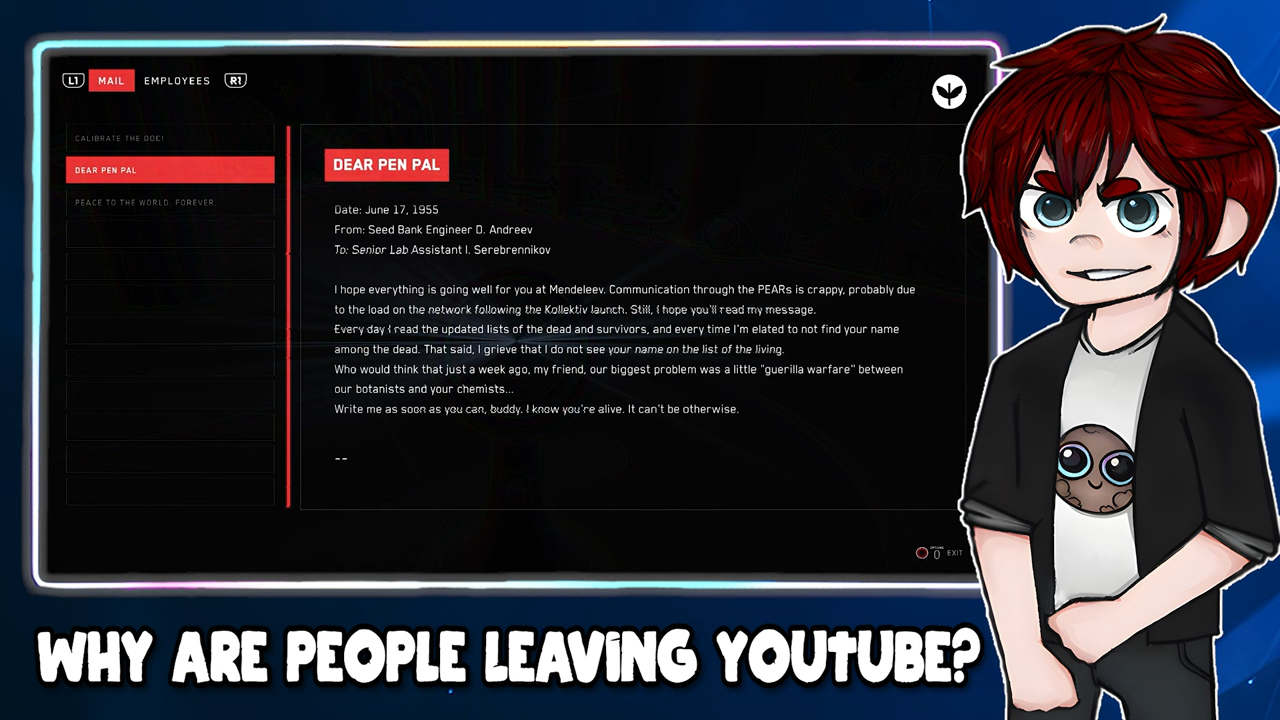 L1 MAIL EMPLOYEES R1
CALIBRATE THE DOC!
DEAR PEN PAL
PEACE TO THE WORLD. FOREVER.
DEAR PEN PAL
Date: June 17, 1955
From: Seed Bank Engineer D. Andreev
To: Senior Lab Assistant I. Serebrennikov
I hope everything is going well for you at Mendeleev. Communication through the PEARs is crappy, probably due
to the load on the network following the Kollektiv launch. Still, I hope you'll read my message.
Every day I read the updated lists of the dead and survivors, and every time I'm elated to not find your name
among the dead. That said, I grieve that I do not see your name on the list of the living.
Who would think that just a week ago, my friend, our biggest problem was a little "guerilla warfare" between
our botanists and your chemists...
Write me as soon as you can, buddy. I know you're alive. It can't be otherwise.
--
OPTIONS
EXIT
WHY ARE PEOPLE LEAVING YOUTUBE?